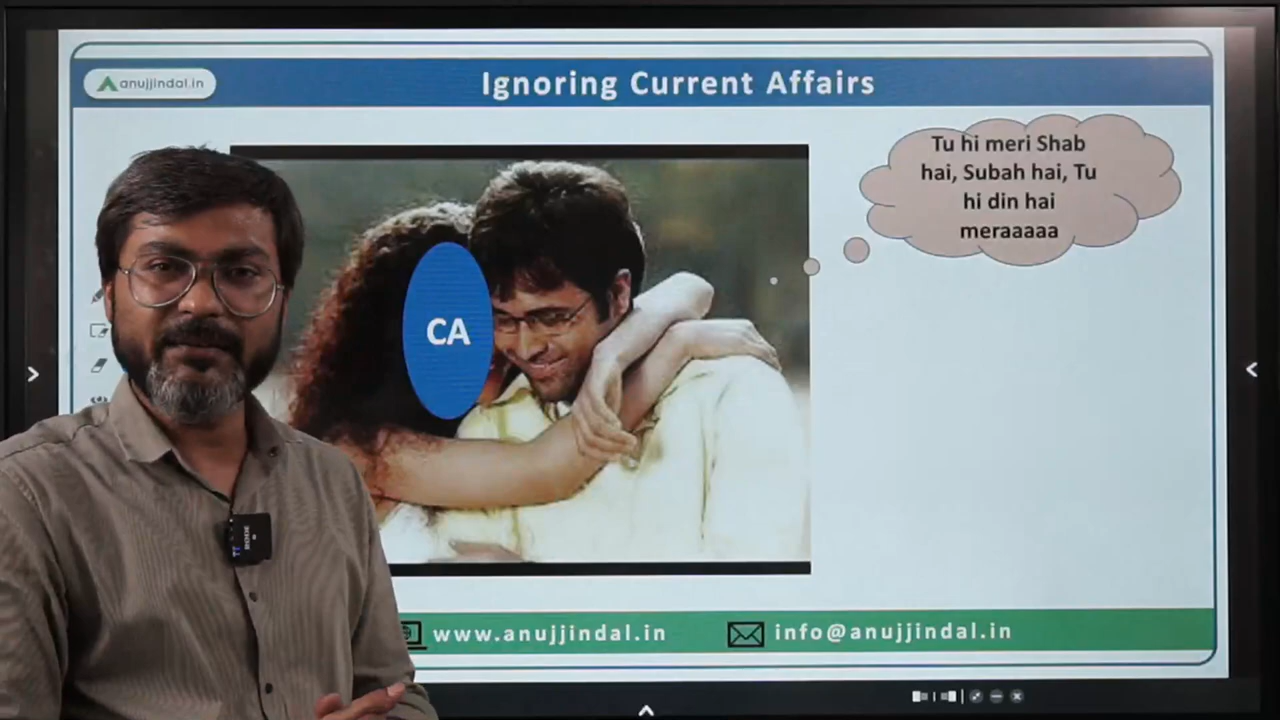 anujjindal.in
Ignoring Current Affairs
Tu hi meri Shab
hai, Subah hai, Tu
hi din hai
meraaaaa
CA
RODE
www.anujjindal.in
info@anujjindal.in